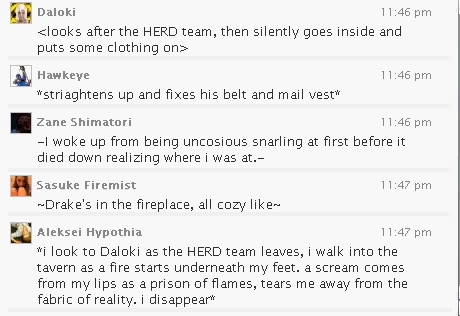 Daloki 11:46 pm
<looks after the HERD team, then silently goes inside and
puts some clothing on>
Hawkeye 11:46 pm
*striaghtens up and fixes his belt and mail vest*
Zane Shimatori 11:46 pm
~I woke up from being uncosious snarling at first before it
died down realizing where i was at.~
Sasuke Firemist 11:47 pm
~Drake's in the fireplace, all cozy like~
Aleksei Hypothia 11:47 pm
*i look to Daloki as the HERD team leaves, i walk into the
tavern as a fire starts underneath my feet. a scream comes
from my lips as a prison of flames, tears me away from the
fabric of reality. i disappear*